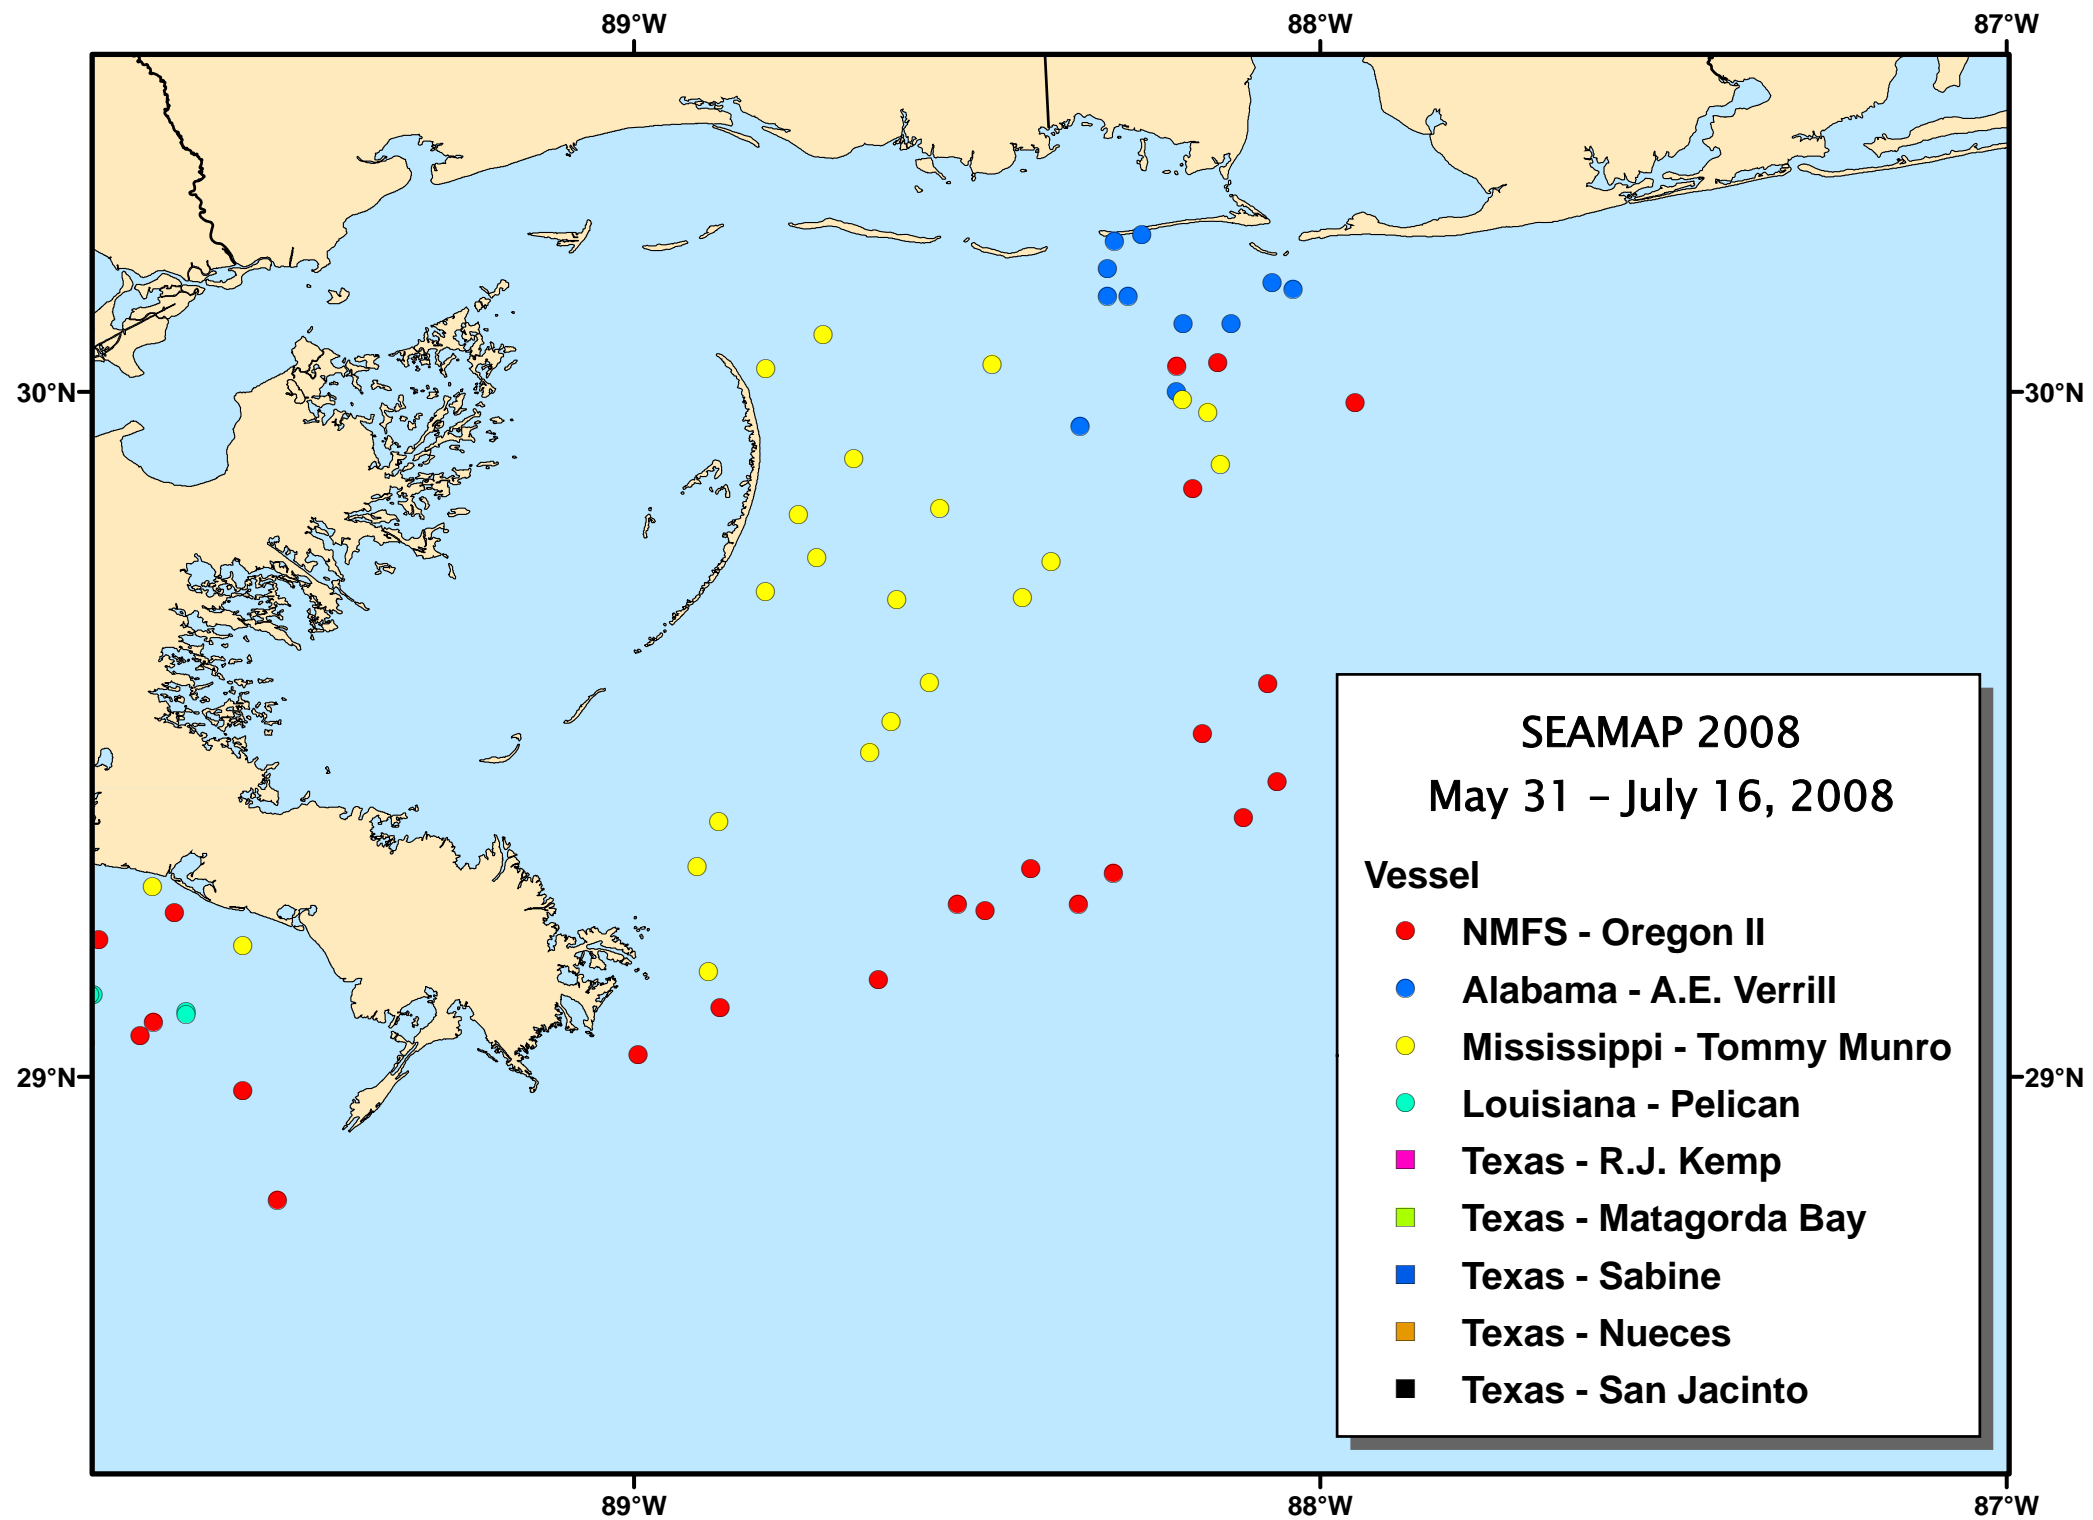 89°W 88°W 87°W
30°N 30°N
SEAMAP 2008
May 31 – July 16, 2008
Vessel
NMFS - Oregon II
Alabama - A.E. Verrill
Mississippi - Tommy Munro
29°N 29°N
Louisiana - Pelican
Texas - R.J. Kemp
Texas - Matagorda Bay
Texas - Sabine
Texas - Nueces
Texas - San Jacinto
89°W 88°W 87°W